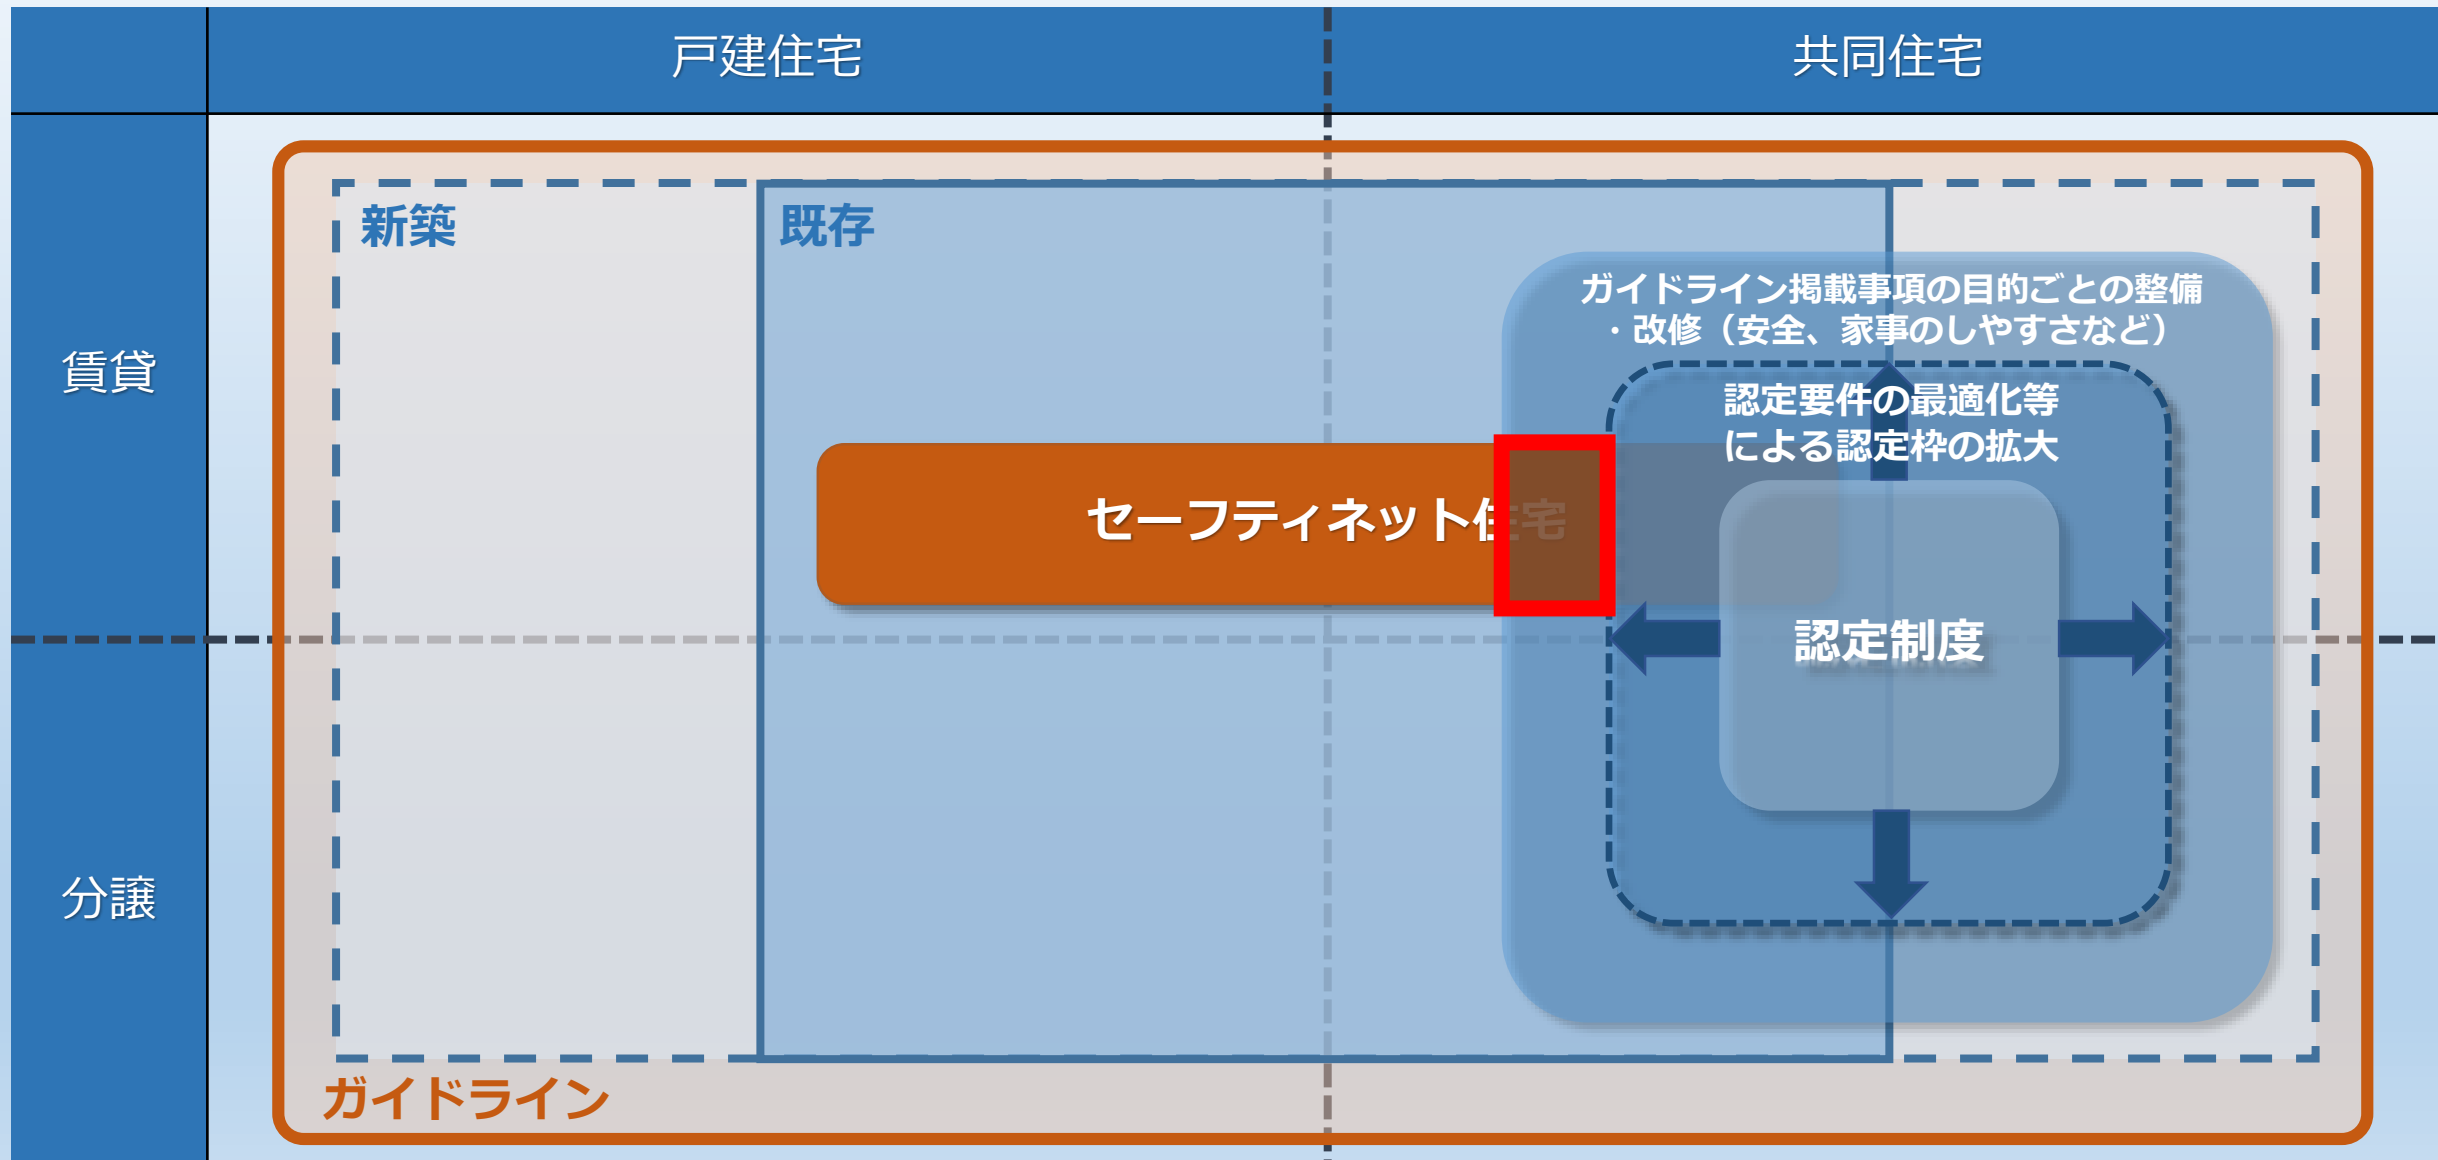 戸建住宅
共同住宅
賃貸
分譲
新築
既存
ガイドライン掲載事項の目的ごとの整備
・改修（安全、家事のしやすさなど）
認定要件の最適化等
による認定枠の拡大
セーフティネット住宅
認定制度
ガイドライン